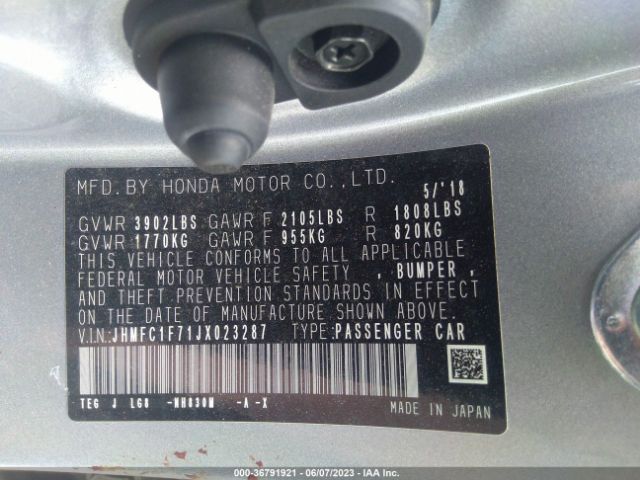 MFD. BY HONDA MOTOR CO., LTD. 5/'18
GVWR 3902LBS GAWR F 2105LBS R 1808LBS
GVWR 1770KG GAWR F 955KG R 820KG
THIS VEHICLE CONFORMS TO ALL APPLICABLE
FEDERAL MOTOR VEHICLE SAFETY , BUMPER ,
AND THEFT PREVENTION STANDARDS IN EFFECT
ON THE DATE OF MANUFACTURE SHOWN ABOVE.
V.I.N.: JHMFC1F71JX023287 TYPE: PASSENGER CAR
TEG J LG8 -NH830M -A -X
MADE IN JAPAN
00-36791921 / 06/07/2023 / IAA Inc.